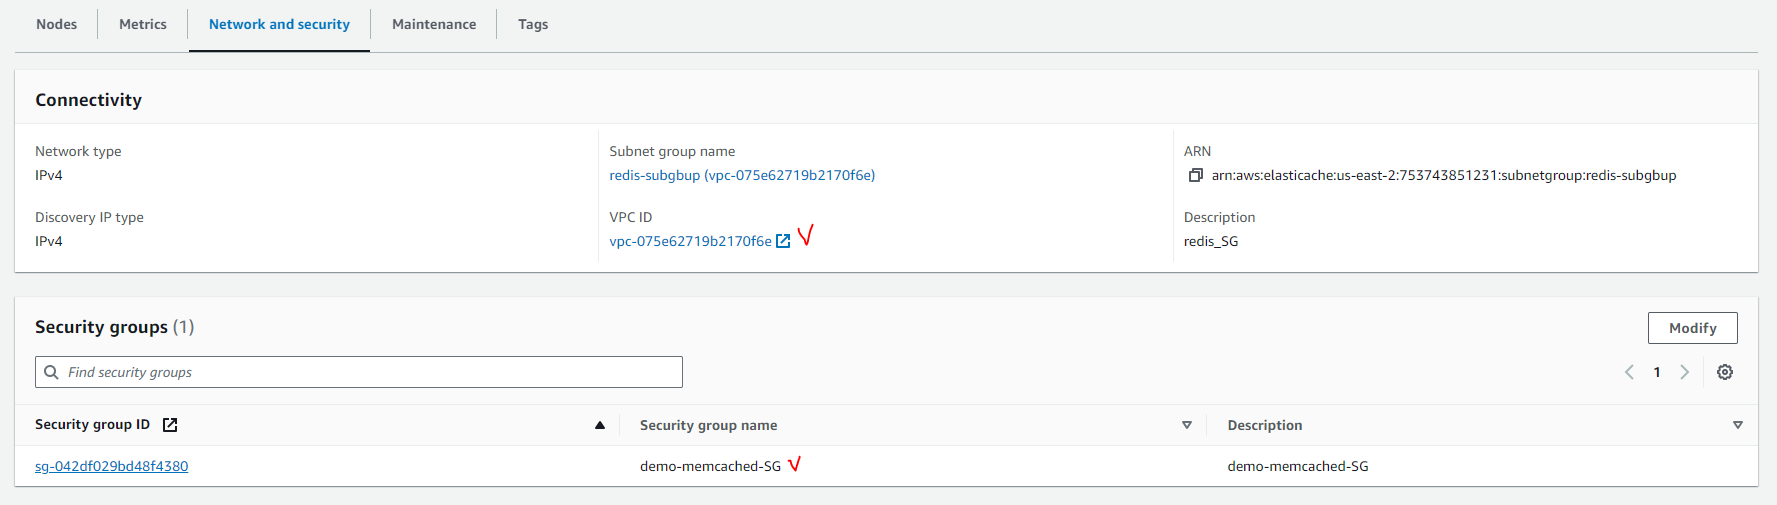 Nodes Metrics Network and security Maintenance Tags
Connectivity
Network type
IPv4
Subnet group name
redis-subgbup (vpc-075e62719b2170f6e)
ARN
arn:aws:elasticache:us-east-2:753743851231:subnetgroup:redis-subgbup
Discovery IP type
IPv4
VPC ID
vpc-075e62719b2170f6e
Description
redis_SG
Security groups (1)
Modify
Find security groups
1
Security group ID Security group name Description
sg-042df029bd48f4380 demo-memcached-SG demo-memcached-SG